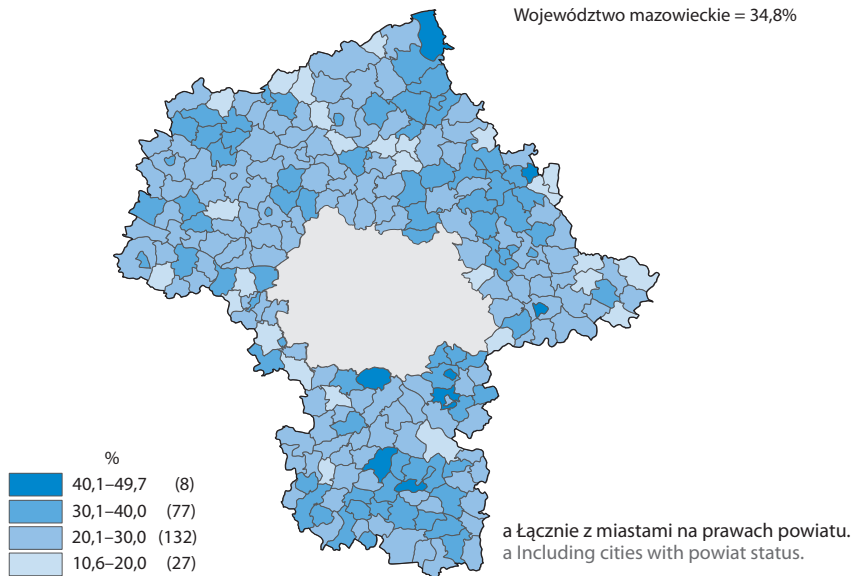 Województwo mazowieckie = 34,8%
%
40,1–49,7 (8)
30,1–40,0 (77)
20,1–30,0 (132)
10,6–20,0 (27)
a Łącznie z miastami na prawach powiatu.
a Including cities with powiat status.